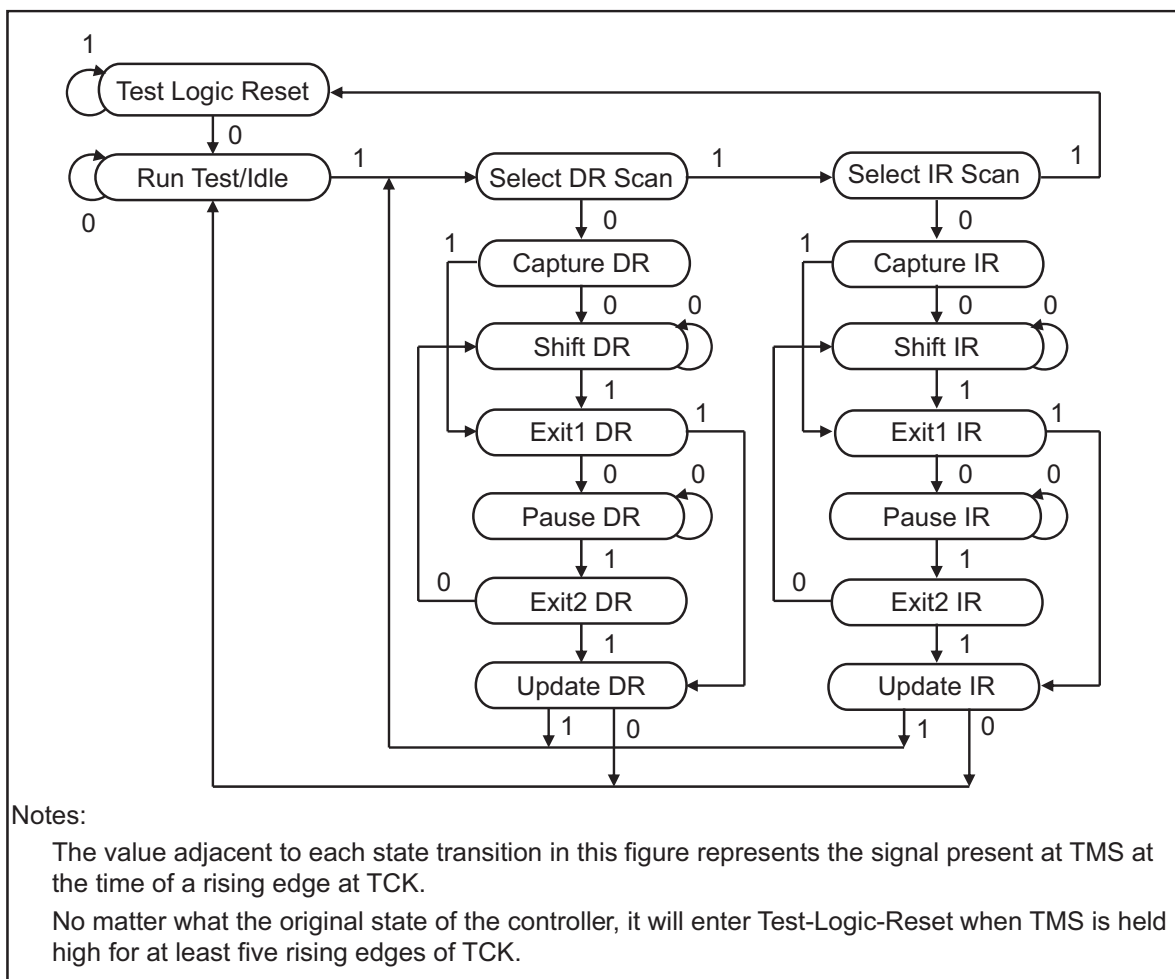 1
Test Logic Reset
0
Run Test/Idle
1
Select DR Scan
1
Select IR Scan
1
0
0
0
1
Capture DR
1
Capture IR
0
0
0
0
Shift DR
Shift IR
1
1
Exit1 DR
1
Exit1 IR
1
0
0
0
0
Pause DR
Pause IR
1
1
0
Exit2 DR
0
Exit2 IR
1
1
Update DR
Update IR
1
0
1
0
Notes:
The value adjacent to each state transition in this figure represents the signal present at TMS at
the time of a rising edge at TCK.
No matter what the original state of the controller, it will enter Test-Logic-Reset when TMS is held
high for at least five rising edges of TCK.